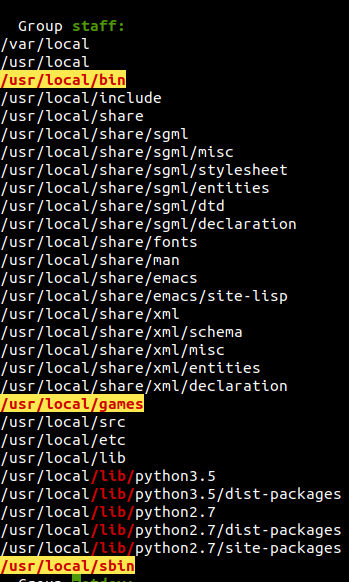 Group staff:
/var/local
/usr/local
/usr/local/bin
/usr/local/include
/usr/local/share
/usr/local/share/sgml
/usr/local/share/sgml/misc
/usr/local/share/sgml/stylesheet
/usr/local/share/sgml/entities
/usr/local/share/sgml/dtd
/usr/local/share/sgml/declaration
/usr/local/share/fonts
/usr/local/share/man
/usr/local/share/emacs
/usr/local/share/emacs/site-lisp
/usr/local/share/xml
/usr/local/share/xml/schema
/usr/local/share/xml/misc
/usr/local/share/xml/entities
/usr/local/share/xml/declaration
/usr/local/games
/usr/local/src
/usr/local/etc
/usr/local/lib
/usr/local/lib/python3.5
/usr/local/lib/python3.5/dist-packages
/usr/local/lib/python2.7
/usr/local/lib/python2.7/dist-packages
/usr/local/lib/python2.7/site-packages
/usr/local/sbin
Group